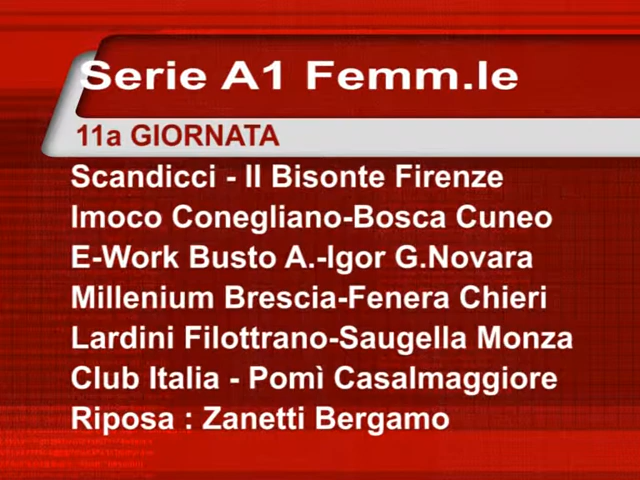 Serie A1 Femm.le
11a GIORNATA
Scandicci - Il Bisonte Firenze
Imoco Conegliano-Bosca Cuneo
E-Work Busto A.-Igor G.Novara
Millenium Brescia-Fenera Chieri
Lardini Filottrano-Saugella Monza
Club Italia - Pomì Casalmaggiore
Riposa : Zanetti Bergamo